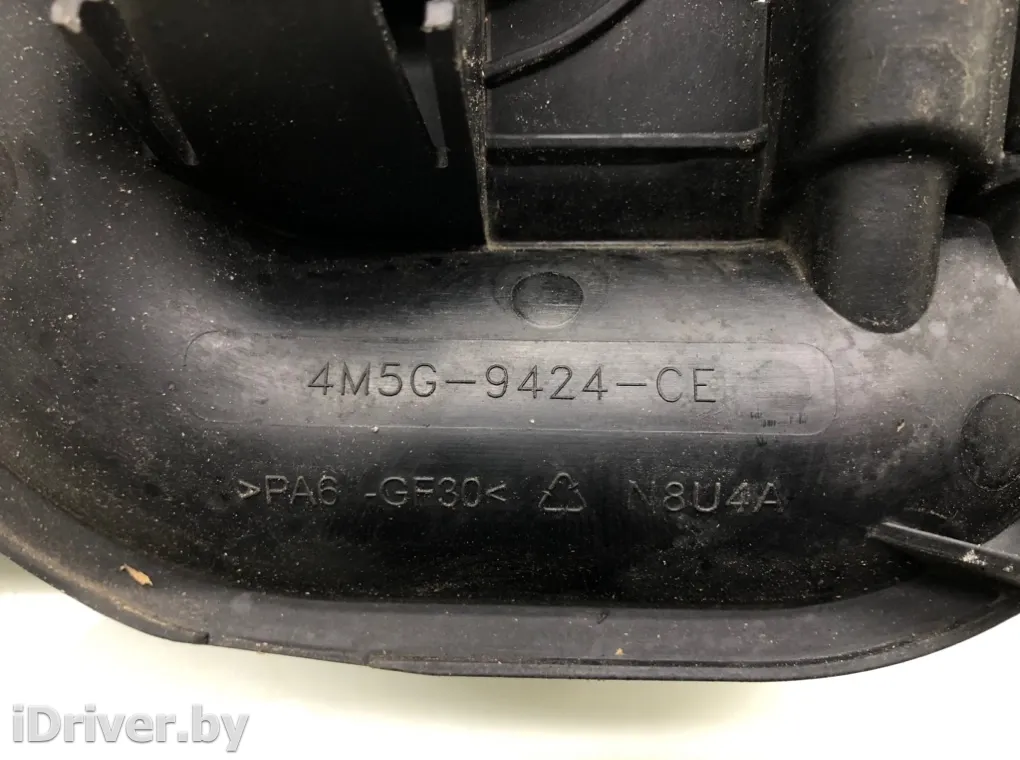 4M5G-9424-CE
>PA6 -GF30< N8U4A
iDriver.by